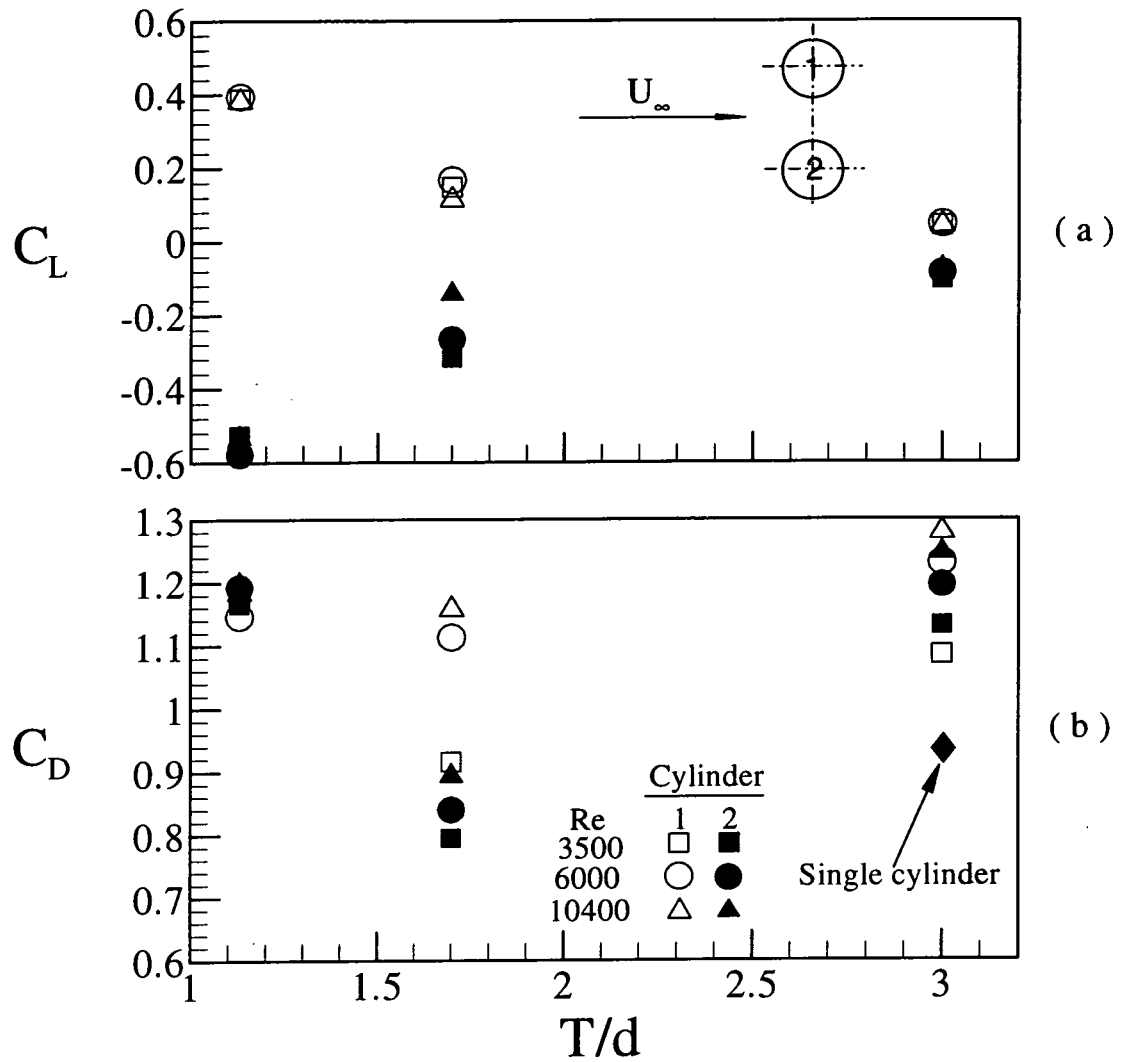 0.6
0.4
0.2
0
-0.2
-0.4
-0.6
C_L
U_∞
1
2
( a )
1.3
1.2
1.1
1
0.9
0.8
0.7
0.6
C_D
( b )
Cylinder
Re 1 2
3500
6000
10400
Single cylinder
1 1.5 2 2.5 3
T/d